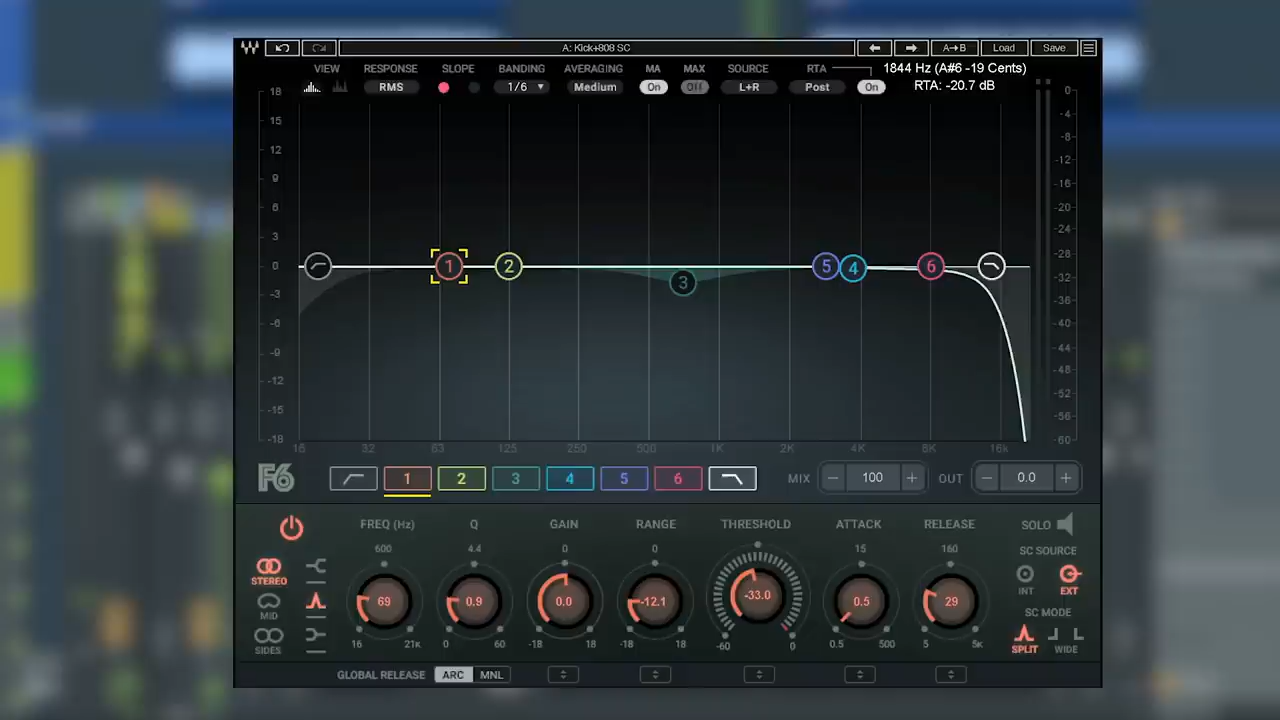 A: Kick+808 SC
A→B
Load
Save
VIEW RESPONSE SLOPE BANDING AVERAGING MA MAX SOURCE RTA
1844 Hz (A#6 -19 Cents)
RMS 1/6 Medium On Off L+R Post On
RTA: -20.7 dB
18 0
15 -4
12 -8
9 -12
6 -16
3 -20
0 -24
-3 -28
-6 -32
-9 -36
-12 -40
-15 -44
-18 -48
-52
-56
-60
1 2 3 5 4 6
16 32 63 125 250 500 1K 2K 4K 8K 16k
F6 1 2 3 4 5 6 MIX 100 OUT 0.0
FREQ (Hz) Q GAIN RANGE THRESHOLD ATTACK RELEASE SOLO
600 4.4 0 0 15 160
SC SOURCE
STEREO
69 0.9 0.0 -12.1 -33.0 0.5 29
INT EXT
MID
SC MODE
16 21K 0 60 -18 18 -18 18 -60 0 0.5 500 5 5K
SIDES
SPLIT WIDE
GLOBAL RELEASE ARC MNL